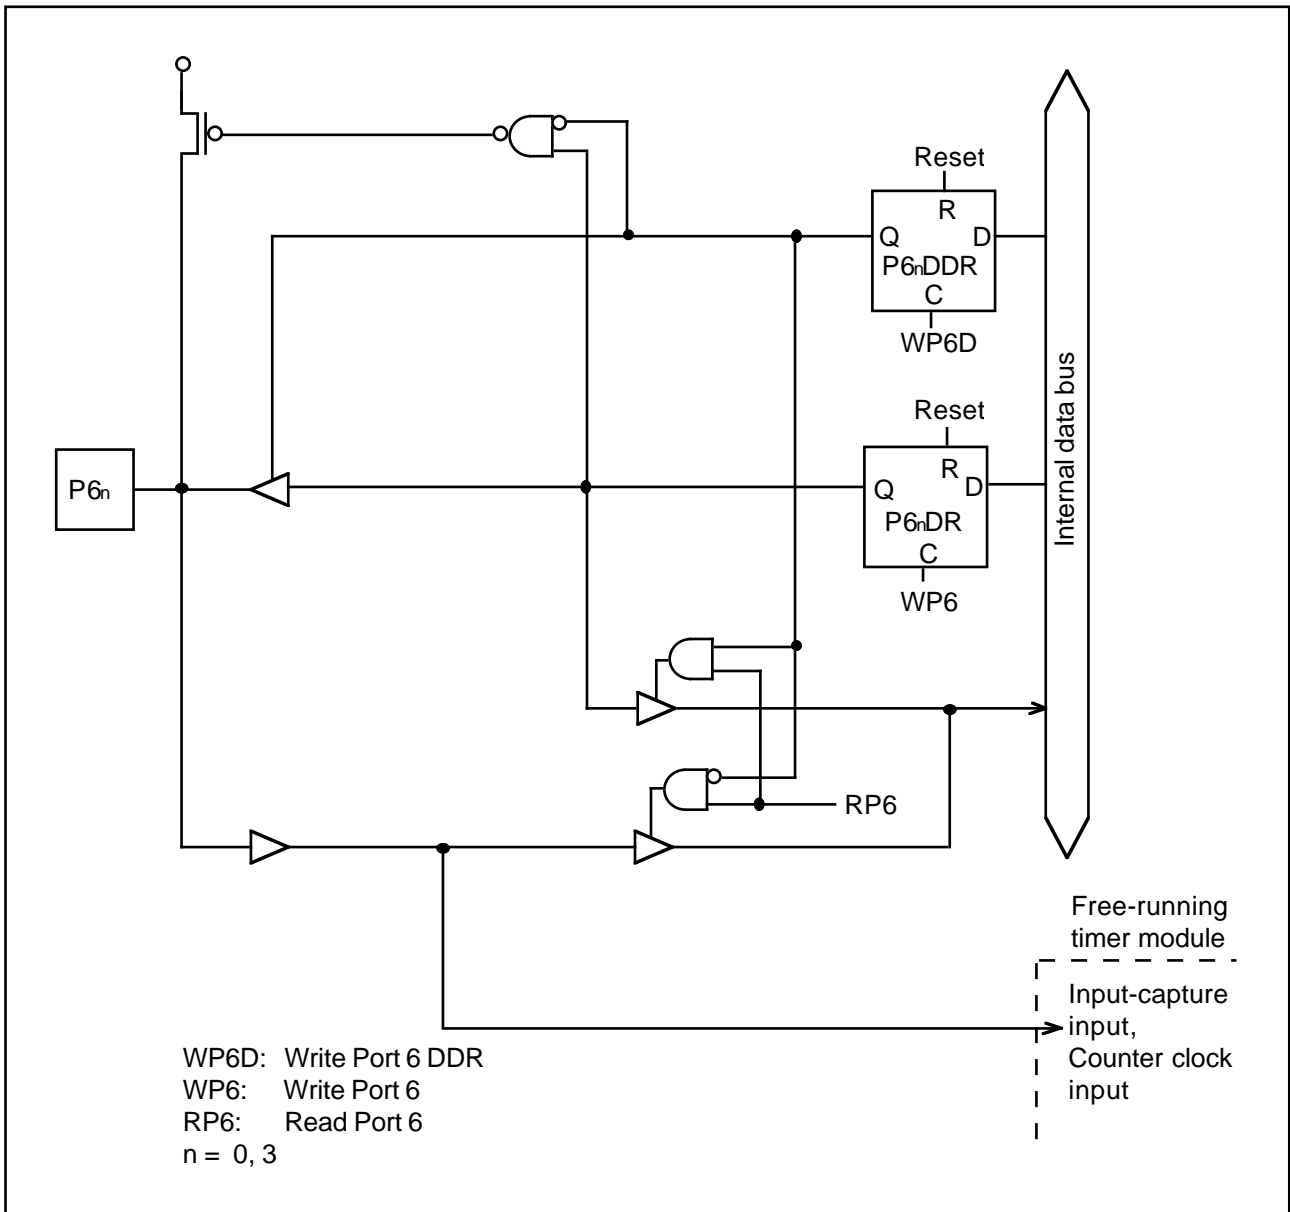 Reset
R
Q
D
P6nDDR
C
WP6D
Reset
R
Q
D
P6nDR
C
WP6
Internal data bus
P6n
RP6
Free-running
timer module
Input-capture
input,
Counter clock
input
WP6D: Write Port 6 DDR
WP6: Write Port 6
RP6: Read Port 6
n = 0, 3